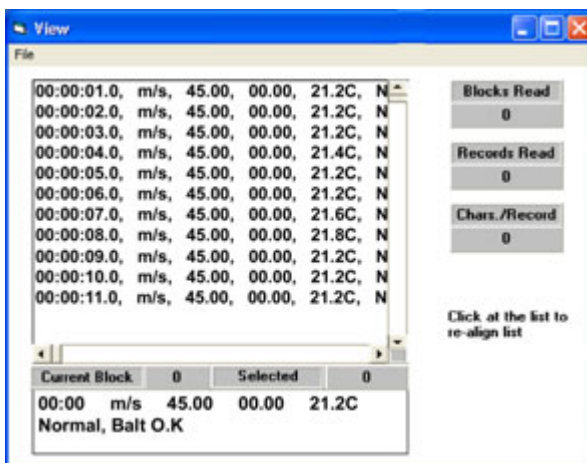 View
File
00:00:01.0, m/s, 45.00, 00.00, 21.2C, N
00:00:02.0, m/s, 45.00, 00.00, 21.2C, N
00:00:03.0, m/s, 45.00, 00.00, 21.2C, N
00:00:04.0, m/s, 45.00, 00.00, 21.4C, N
00:00:05.0, m/s, 45.00, 00.00, 21.2C, N
00:00:06.0, m/s, 45.00, 00.00, 21.2C, N
00:00:07.0, m/s, 45.00, 00.00, 21.6C, N
00:00:08.0, m/s, 45.00, 00.00, 21.8C, N
00:00:09.0, m/s, 45.00, 00.00, 21.2C, N
00:00:10.0, m/s, 45.00, 00.00, 21.2C, N
00:00:11.0, m/s, 45.00, 00.00, 21.2C, N
Blocks Read
0
Records Read
0
Chars./Record
0
Click at the list to
re-align list
Current Block 0 Selected 0
00:00 m/s 45.00 00.00 21.2C
Normal, Balt O.K